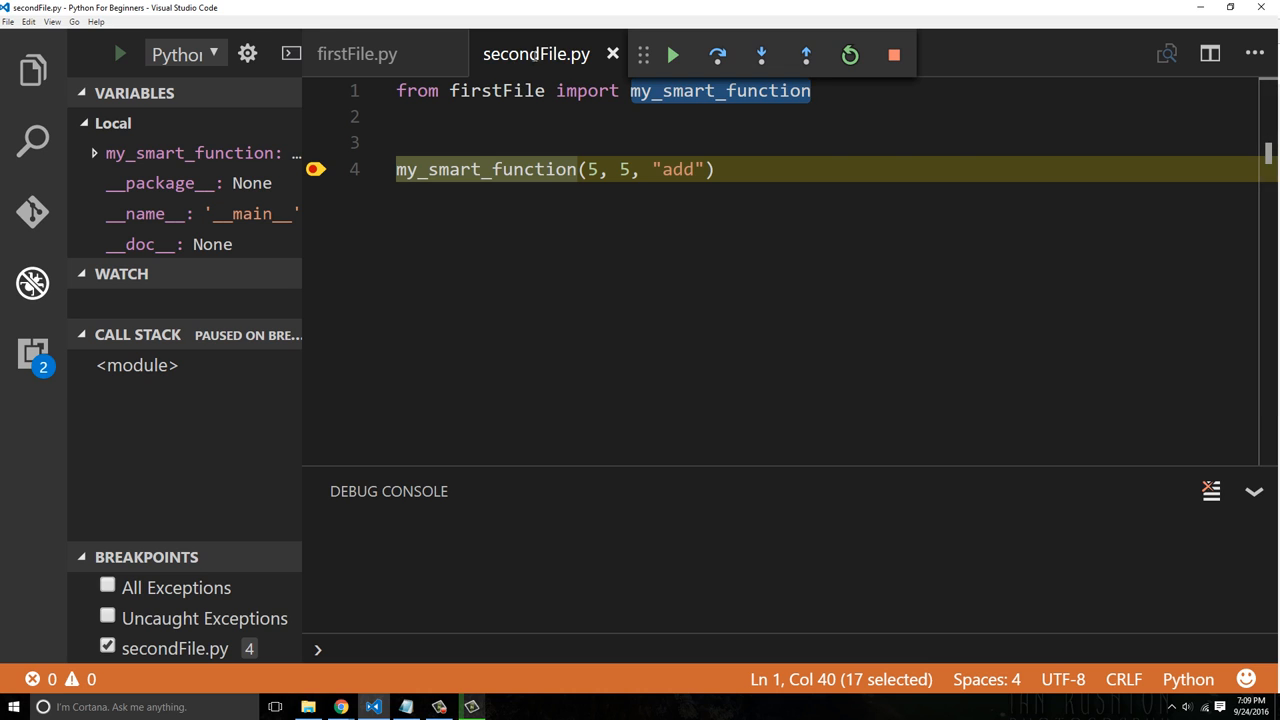 secondFile.py - Python For Beginners - Visual Studio Code
File Edit View Go Help
Pythor
firstFile.py
secondFile.py
VARIABLES
Local
my_smart_function: …
__package__: None
__name__: '__main__'
__doc__: None
WATCH
CALL STACK PAUSED ON BRE…
<module>
BREAKPOINTS
All Exceptions
Uncaught Exceptions
secondFile.py 4
2
1 from firstFile import my_smart_function
2
3
4 my_smart_function(5, 5, "add")
DEBUG CONSOLE
0 0 Ln 1, Col 40 (17 selected) Spaces: 4 UTF-8 CRLF Python
I'm Cortana. Ask me anything.
7:09 PM
9/24/2016